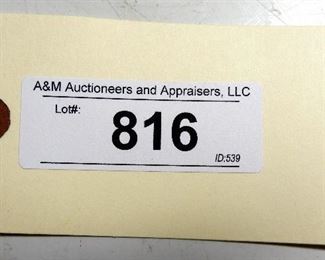 A&M Auctioneers and Appraisers, LLC
Lot#:
816
ID:539